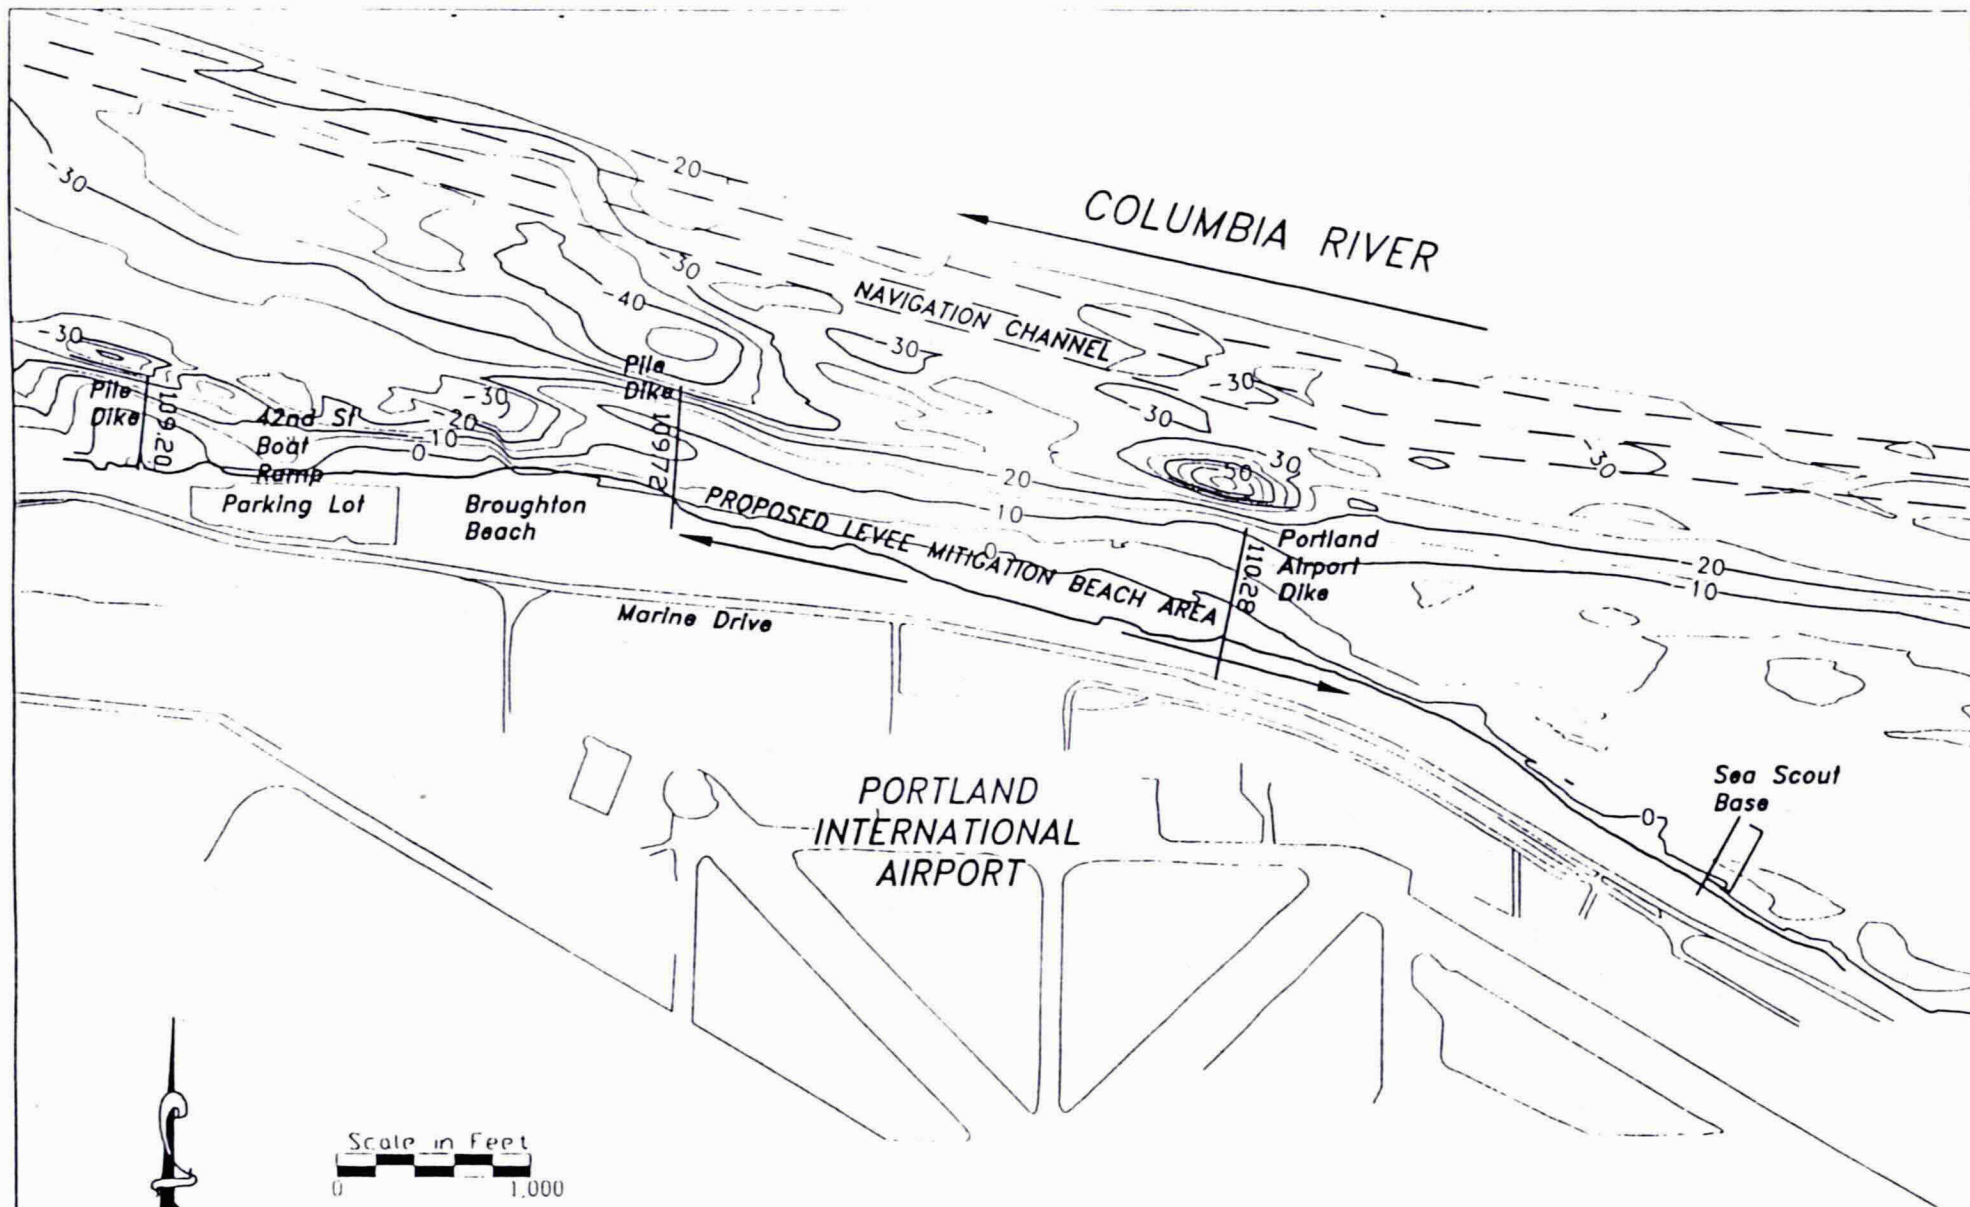 -20
COLUMBIA RIVER
-30
-30
-40
NAVIGATION CHANNEL
-30
-30
-30
-30
-30
-30
-30
-50
Pile
Dike
109.20
42nd St
Boat
Ramp
-20
-10
0
Pile
Dike
109.72
Parking Lot
Broughton
Beach
PROPOSED LEVEE MITIGATION BEACH AREA
20
10
0
110.28
Portland
Airport
Dike
-20
-10
Marine Drive
PORTLAND
INTERNATIONAL
AIRPORT
Sea Scout
Base
0
Scale in Feet
0 1,000